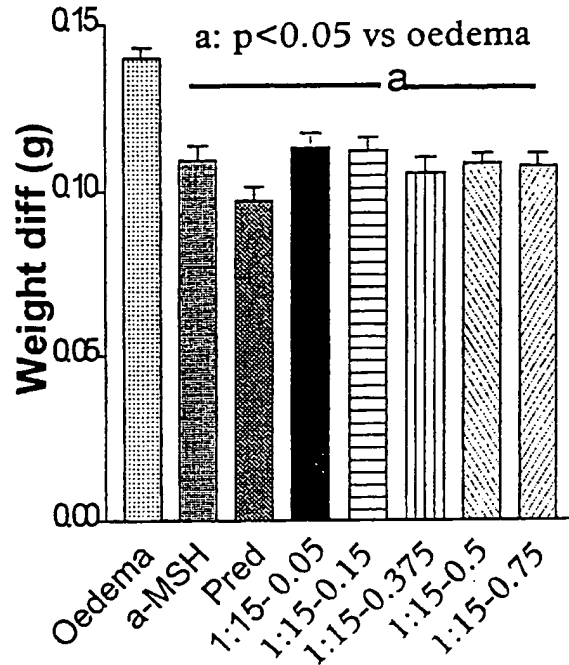 0.15
a: p<0.05 vs oedema
a
0.10
0.05
0.00
Weight diff (g)
Oedema
a-MSH
Pred
1:15- 0.05
1:15-0.15
1:15-0.375
1:15-0.5
1:15-0.75